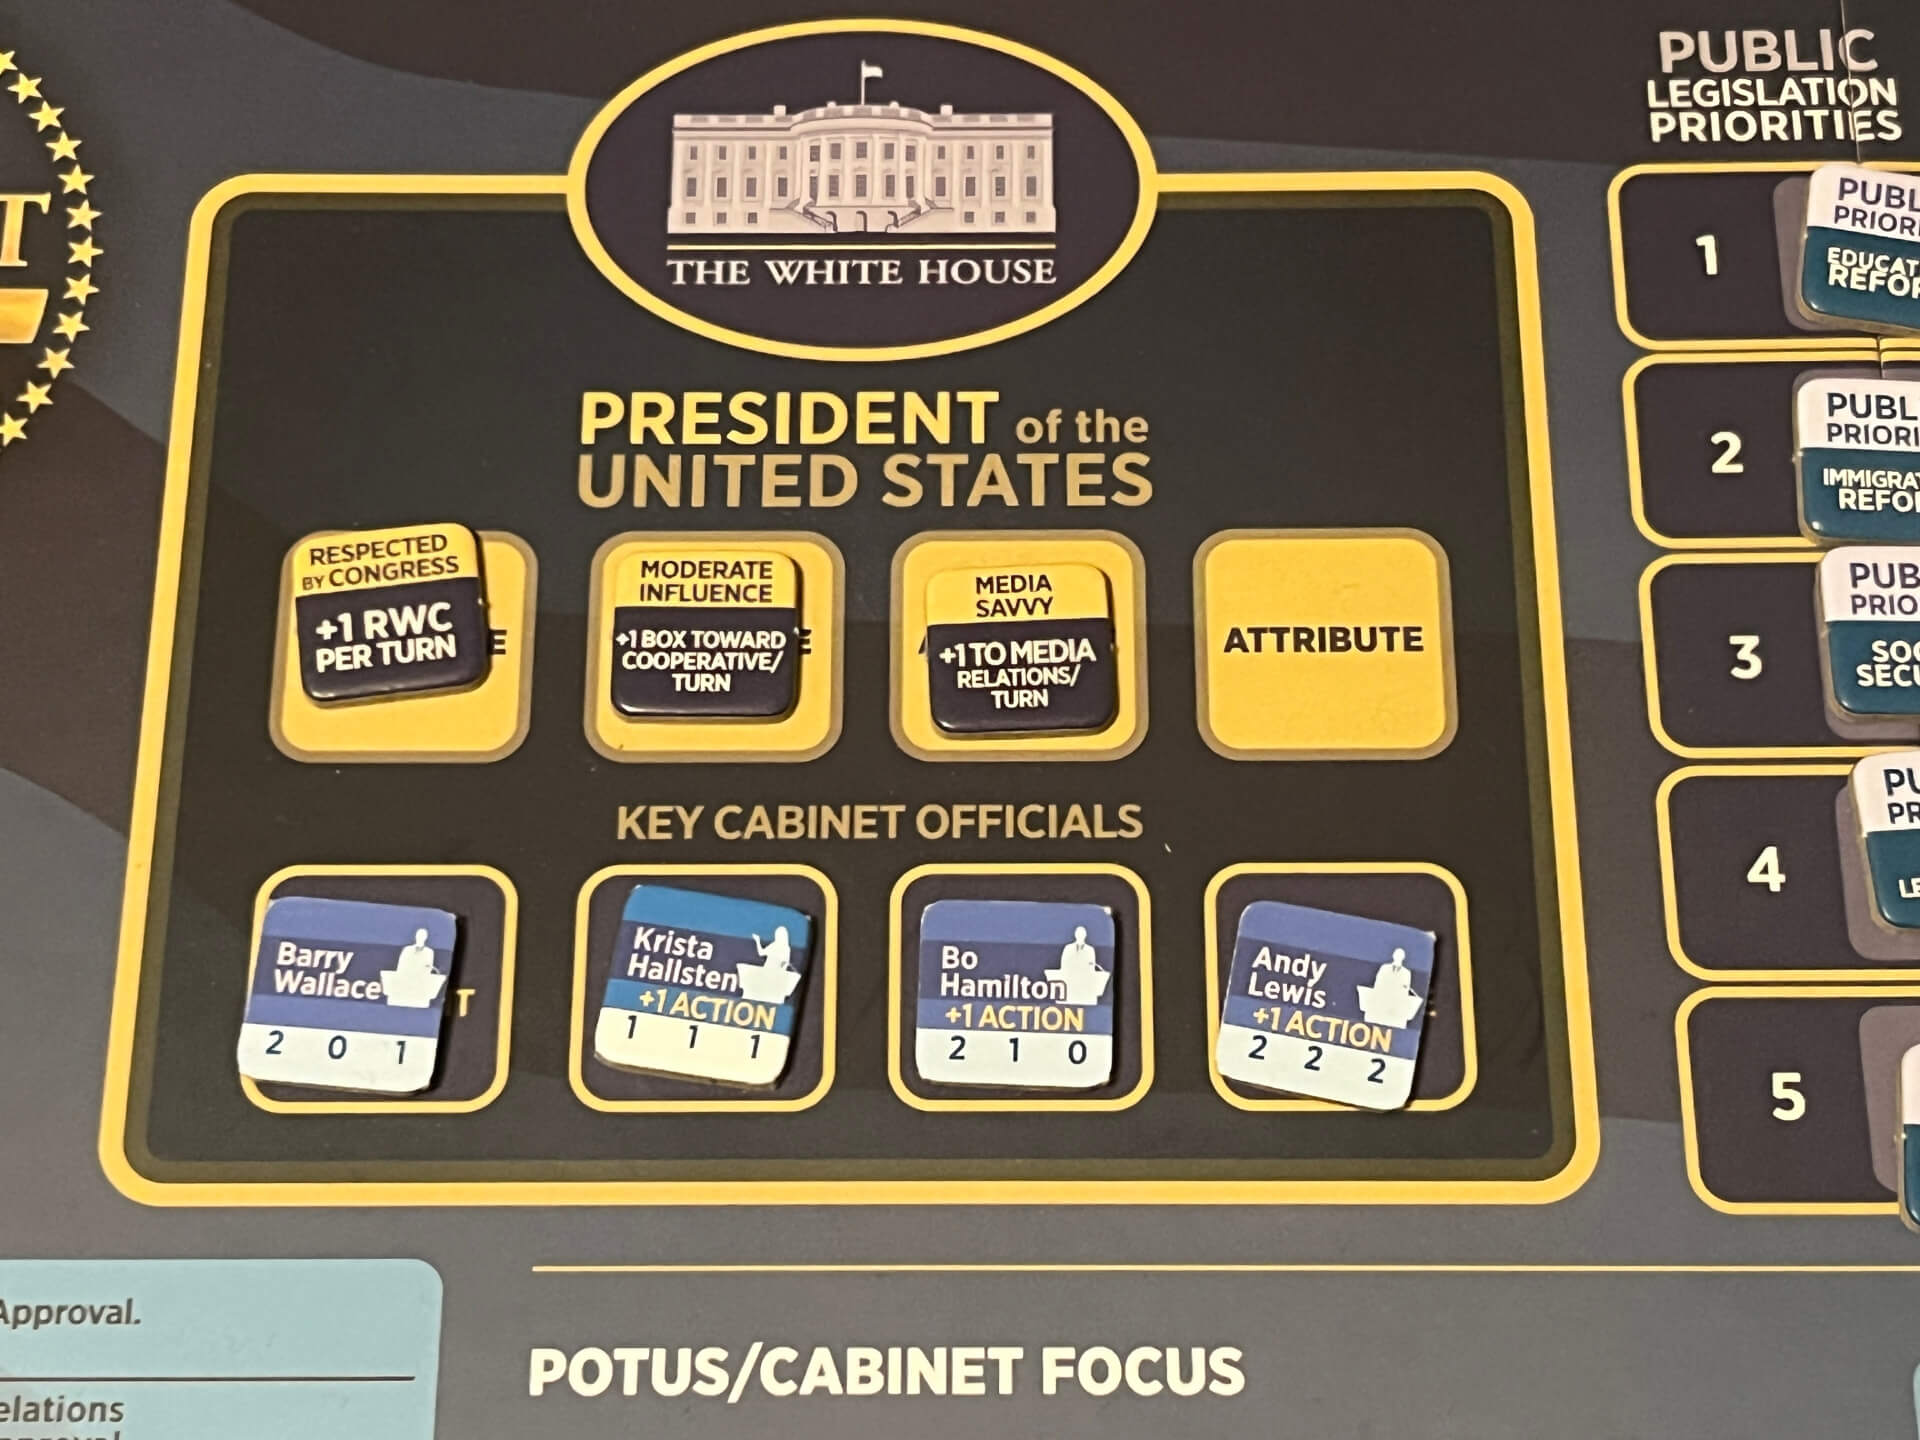 T
THE WHITE HOUSE
PRESIDENT of the
UNITED STATES
RESPECTED
BY CONGRESS
+1 RWC
PER TURN
E
MODERATE
INFLUENCE
+1 BOX TOWARD
COOPERATIVE/
TURN
MEDIA
SAVVY
+1 TO MEDIA
RELATIONS/
TURN
ATTRIBUTE
KEY CABINET OFFICIALS
Barry
Wallace
2 0 1
T
Krista
Hallsten
+1 ACTION
1 1 1
Bo
Hamilton
+1 ACTION
2 1 0
Andy
Lewis
+1 ACTION
2 2 2
PUBLIC
LEGISLATION
PRIORITIES
1
PUBL
PRIORI
EDUCAT
REFOR
2
PUBL
PRIORI
IMMIGRAT
REFOR
3
PUB
PRIO
SOC
SECU
4
PU
PR
LE
5
Approval.
elations
POTUS/CABINET FOCUS